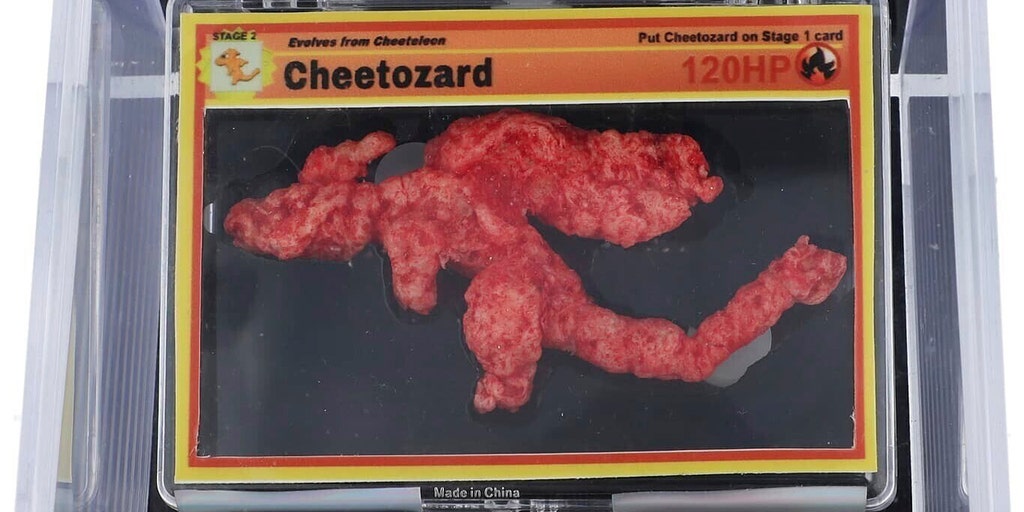 STAGE 2
Evolves from Cheeteleon
Put Cheetozard on Stage 1 card
Cheetozard
120HP
Made in China